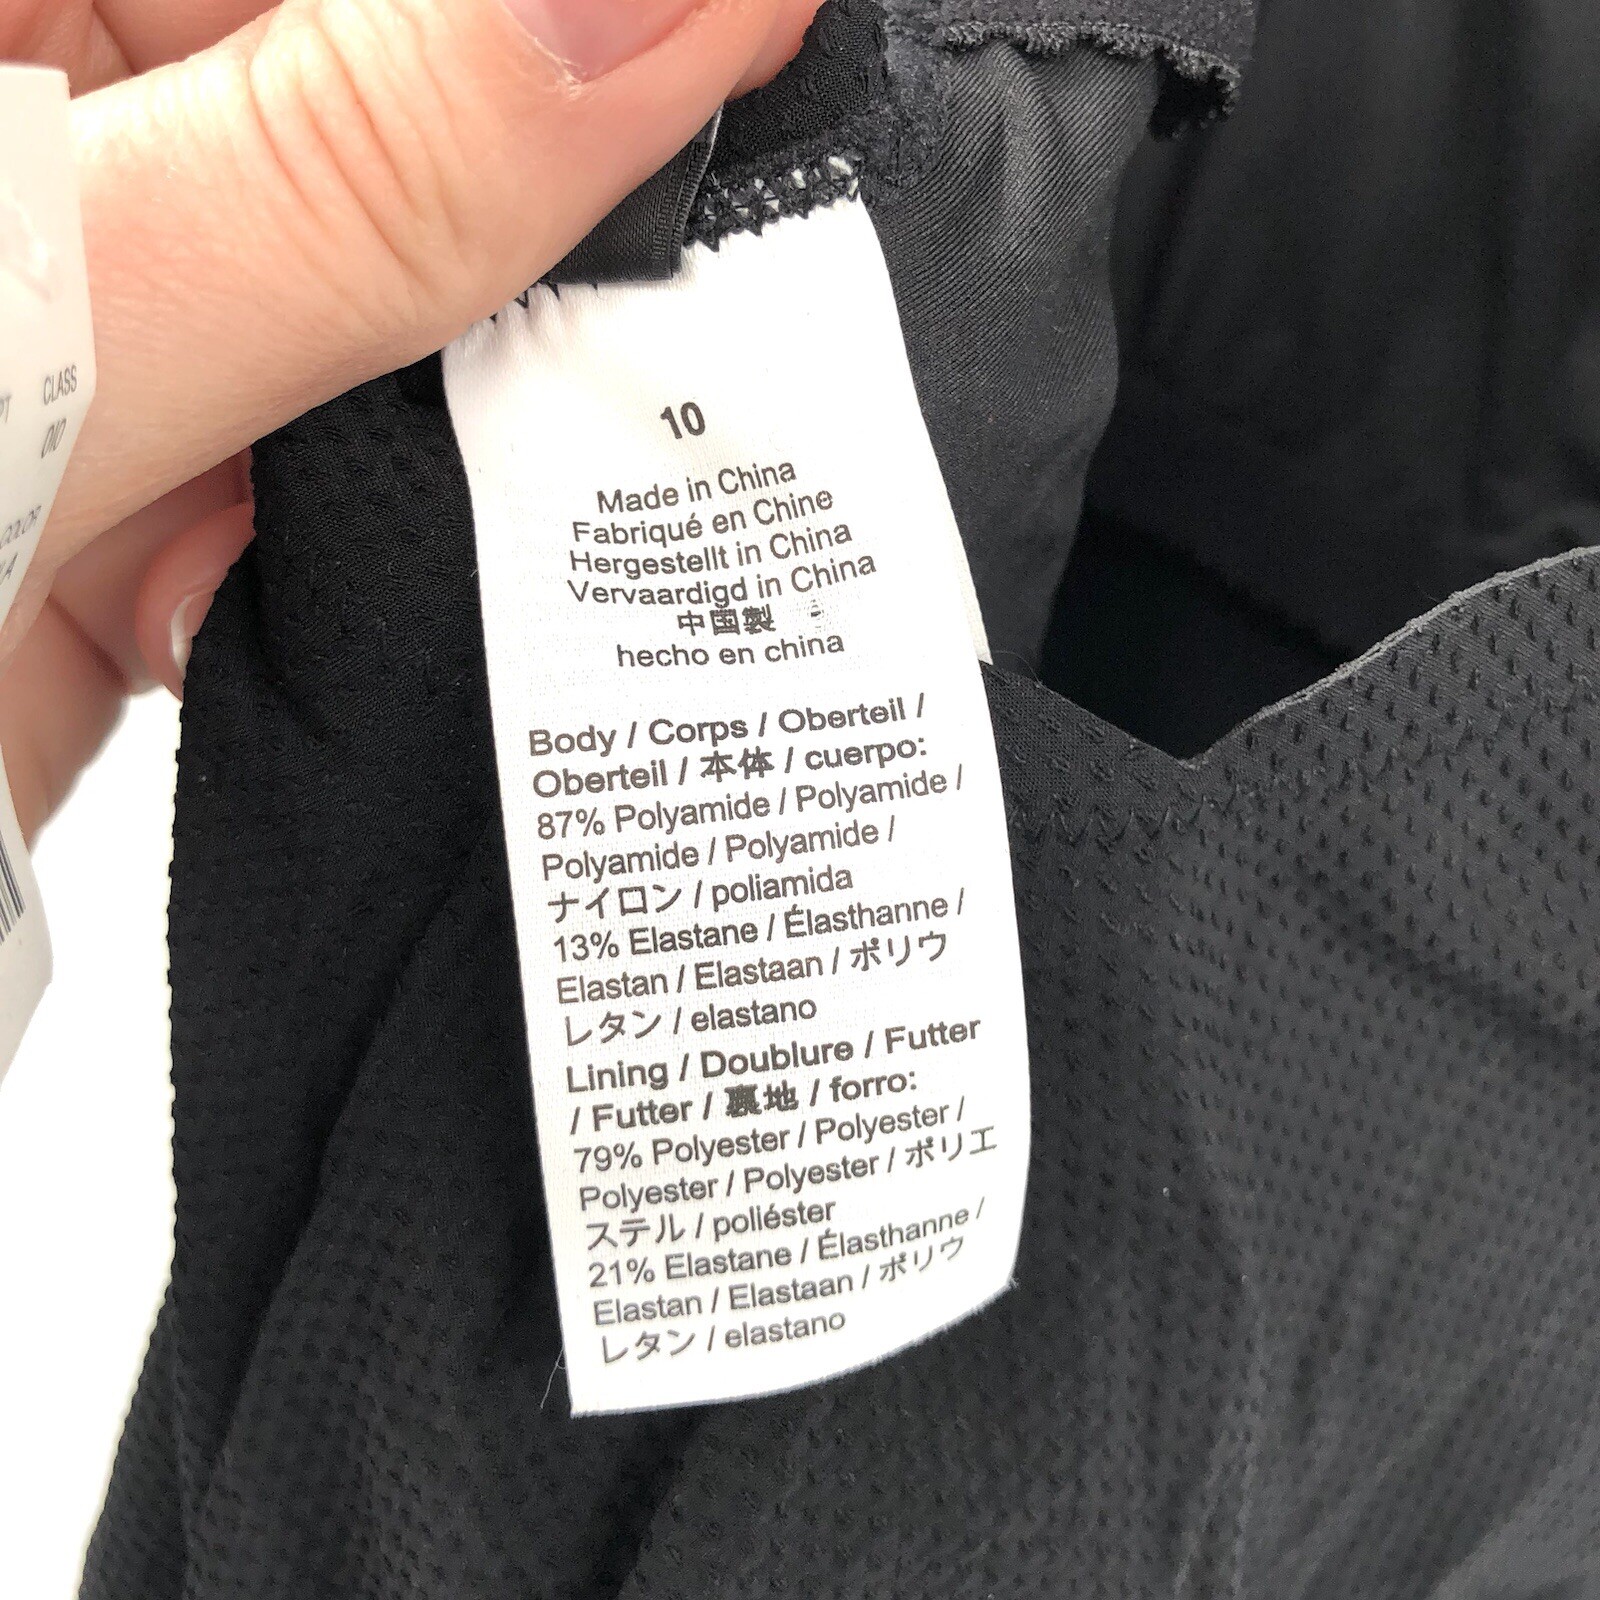 CLASS
010
COLOR
10
Made in China
Fabriqué en Chine
Hergestellt in China
Vervaardigd in China
中国製
hecho en china
Body / Corps / Oberteil /
Oberteil / 本体 / cuerpo:
87% Polyamide / Polyamide /
Polyamide / Polyamide /
ナイロン / poliamida
13% Elastane / Élasthanne /
Elastan / Elastaan / ポリウ
レタン / elastano
Lining / Doublure / Futter
/ Futter / 裏地 / forro:
79% Polyester / Polyester /
Polyester / Polyester / ポリエ
ステル / poliéster
21% Elastane / Élasthanne /
Elastan / Elastaan / ポリウ
レタン / elastano